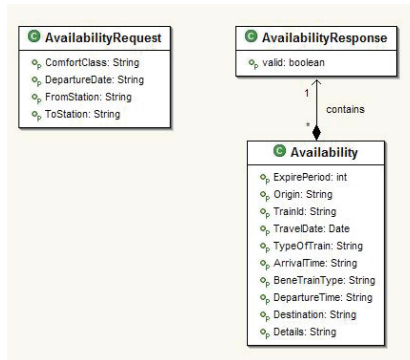 AvailabilityRequest
ComfortClass: String
DepartureDate: String
FromStation: String
ToStation: String
AvailabilityResponse
valid: boolean
1
contains
*
Availability
ExpirePeriod: int
Origin: String
TrainId: String
TravelDate: Date
TypeOfTrain: String
ArrivalTime: String
BeneTrainType: String
DepartureTime: String
Destination: String
Details: String